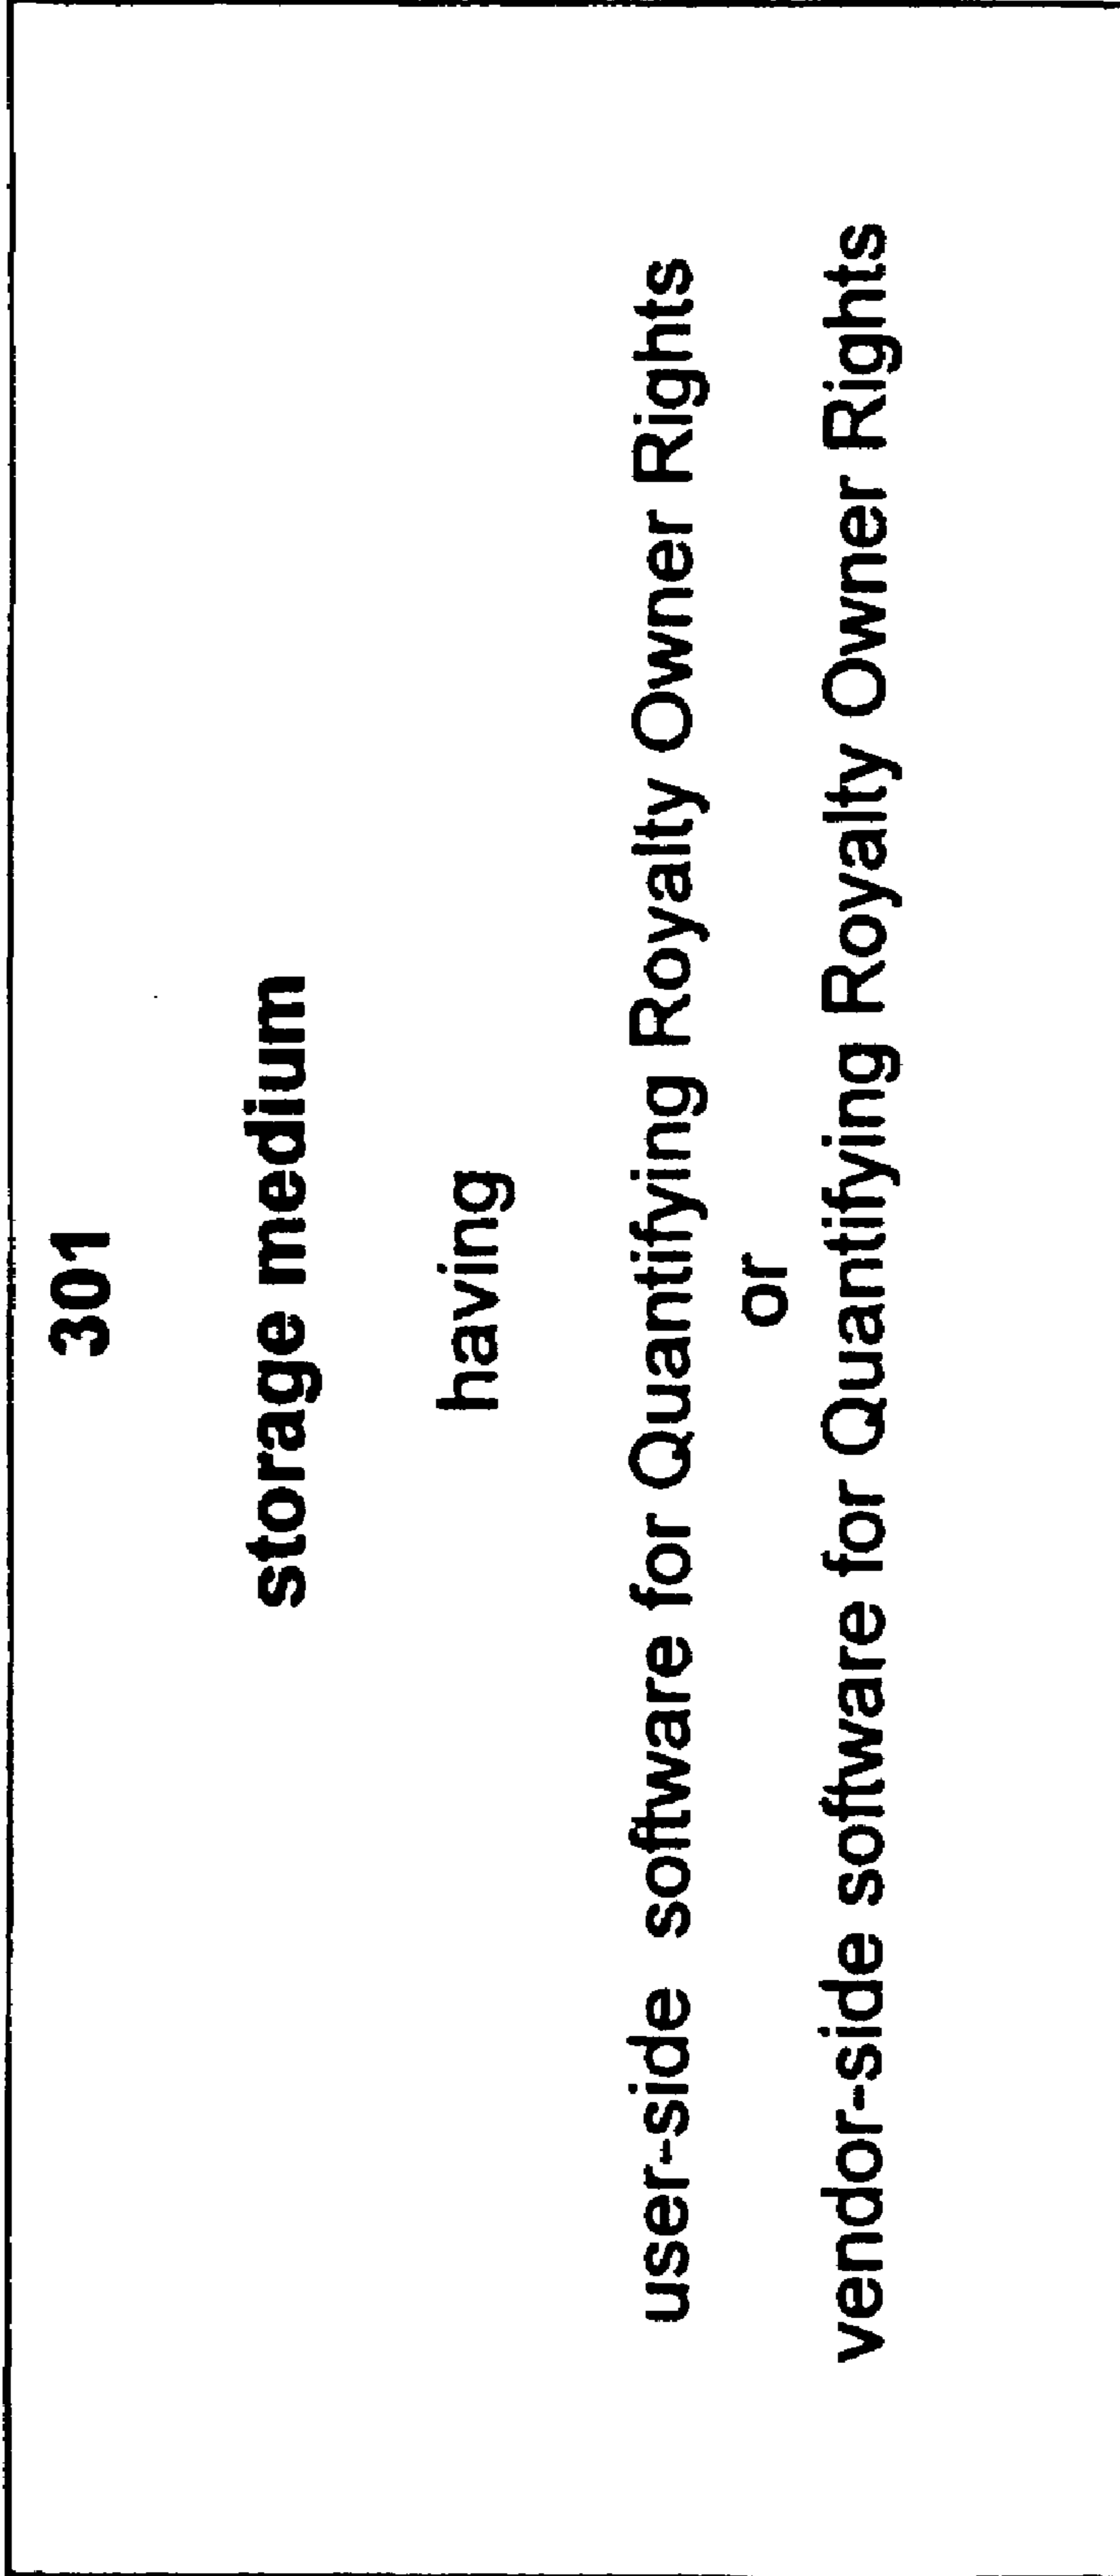 301
storage medium
having
user-side software for Quantifying Royalty Owner Rights
or
vendor-side software for Quantifying Royalty Owner Rights